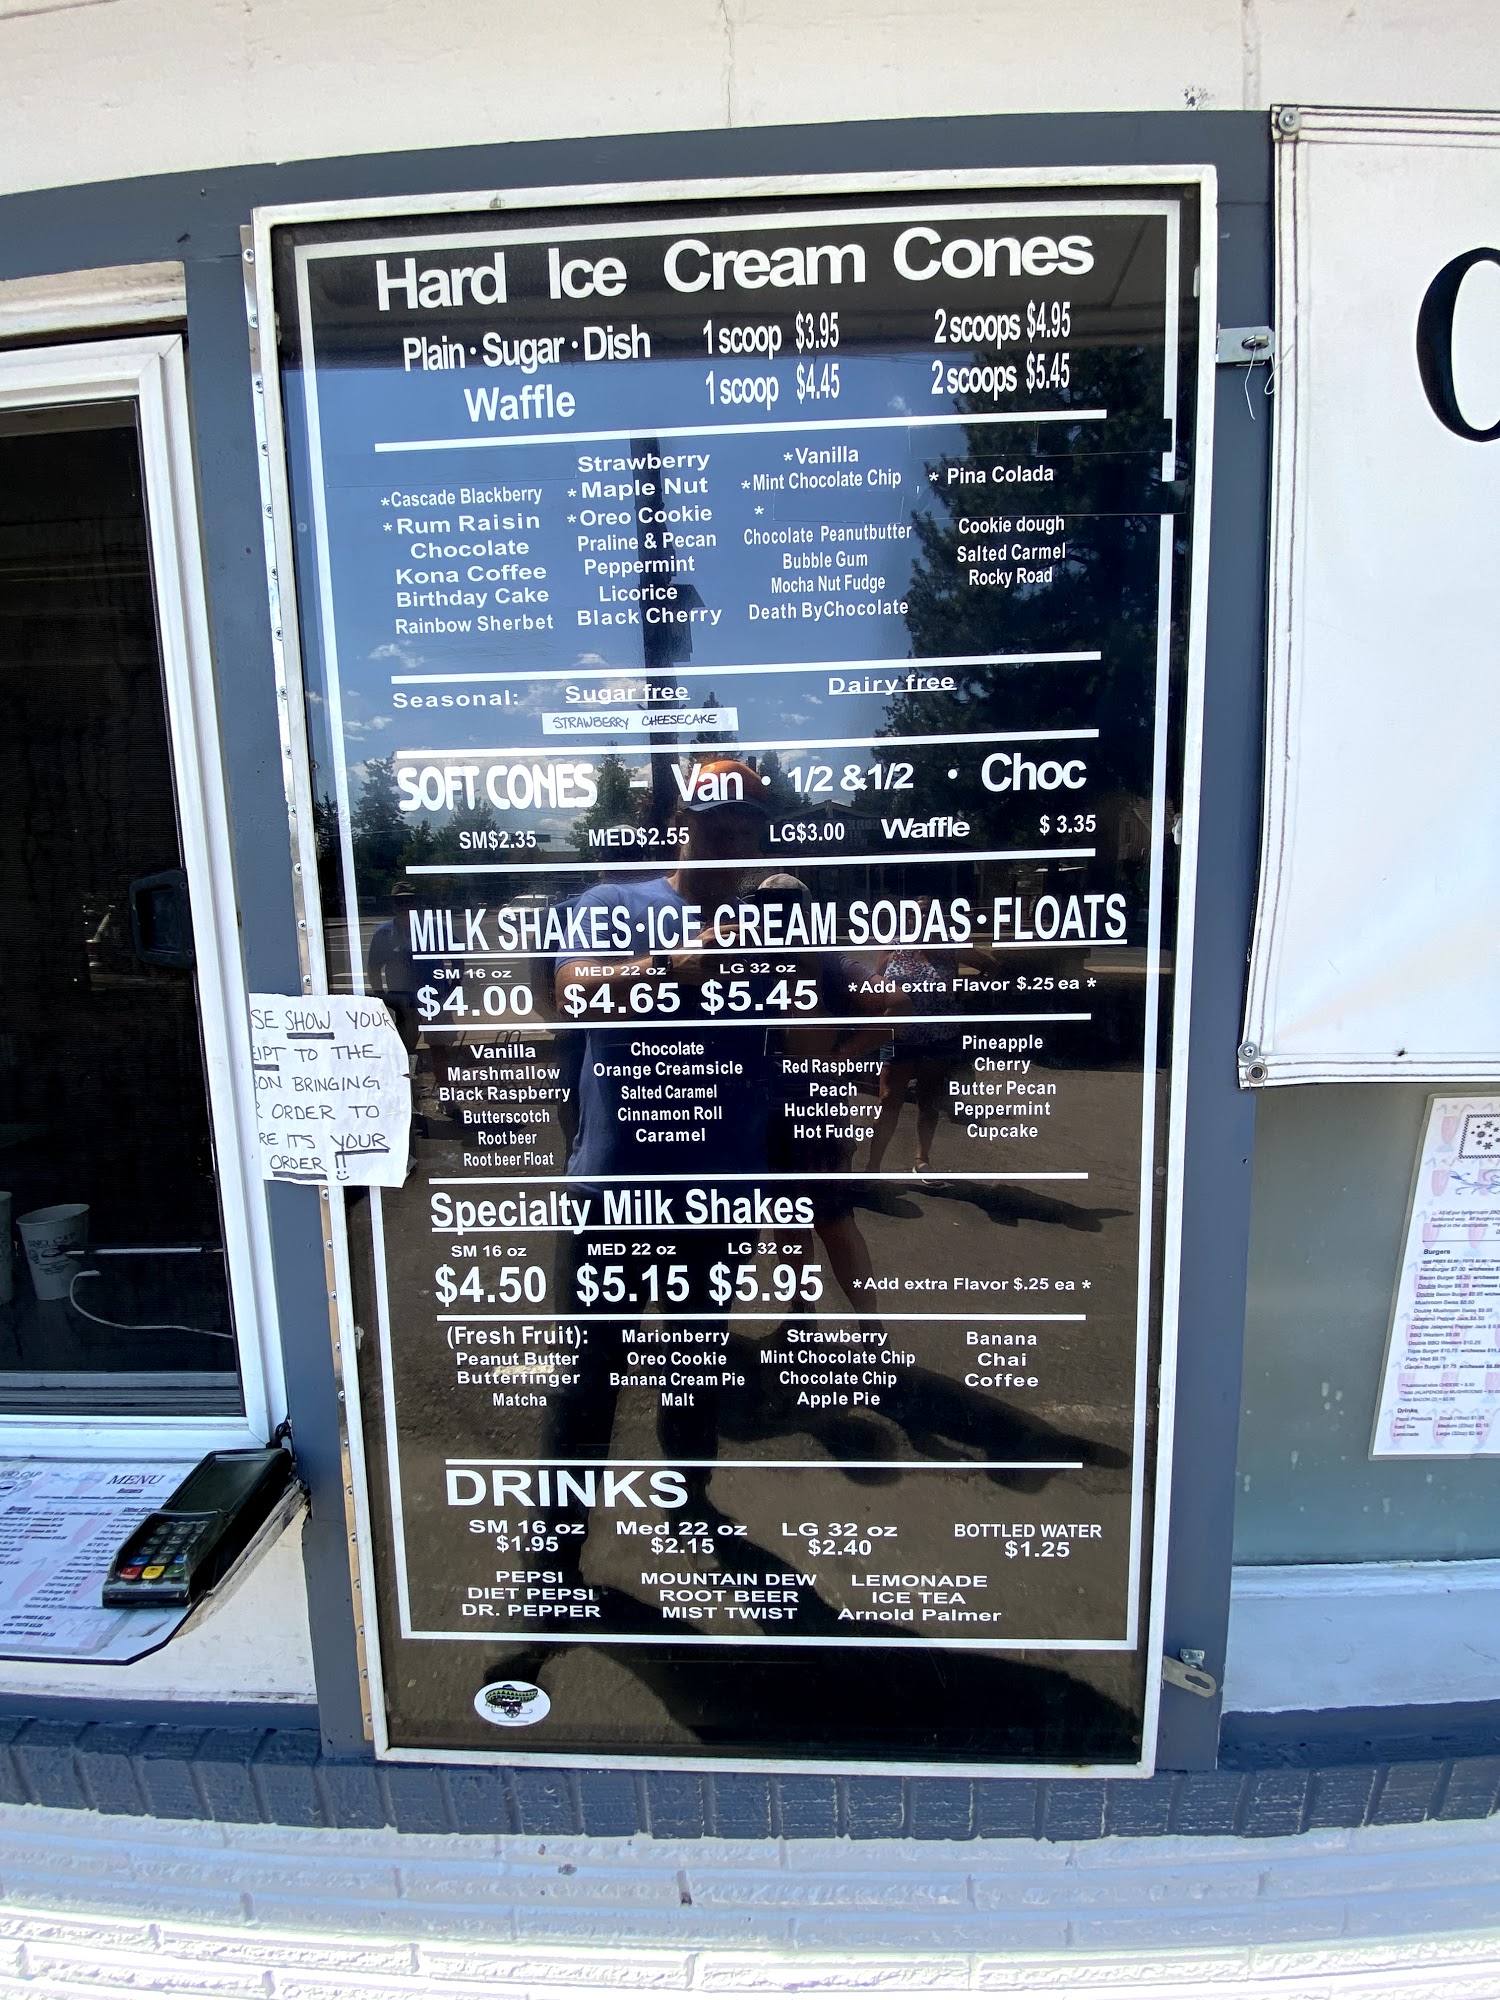 Hard Ice Cream Cones
Plain · Sugar · Dish 1 scoop $3.95 2 scoops $4.95
Waffle 1 scoop $4.45 2 scoops $5.45
*Cascade Blackberry
*Rum Raisin
Chocolate
Kona Coffee
Birthday Cake
Rainbow Sherbet
Strawberry
*Maple Nut
*Oreo Cookie
Praline & Pecan
Peppermint
Licorice
Black Cherry
*Vanilla
*Mint Chocolate Chip
*
Chocolate Peanutbutter
Bubble Gum
Mocha Nut Fudge
Death ByChocolate
* Pina Colada
Cookie dough
Salted Carmel
Rocky Road
Seasonal: Sugar free Dairy free
STRAWBERRY CHEESECAKE
SOFT CONES - Van · 1/2 &1/2 · Choc
SM$2.35 MED$2.55 LG$3.00 Waffle $ 3.35
MILK SHAKES·ICE CREAM SODAS·FLOATS
SM 16 oz MED 22 oz LG 32 oz
$4.00 $4.65 $5.45 *Add extra Flavor $.25 ea *
Vanilla
Marshmallow
Black Raspberry
Butterscotch
Root beer
Root beer Float
Chocolate
Orange Creamsicle
Salted Caramel
Cinnamon Roll
Caramel
Red Raspberry
Peach
Huckleberry
Hot Fudge
Pineapple
Cherry
Butter Pecan
Peppermint
Cupcake
Specialty Milk Shakes
SM 16 oz MED 22 oz LG 32 oz
$4.50 $5.15 $5.95 *Add extra Flavor $.25 ea *
(Fresh Fruit):
Peanut Butter
Butterfinger
Matcha
Marionberry
Oreo Cookie
Banana Cream Pie
Malt
Strawberry
Mint Chocolate Chip
Chocolate Chip
Apple Pie
Banana
Chai
Coffee
DRINKS
SM 16 oz Med 22 oz LG 32 oz BOTTLED WATER
$1.95 $2.15 $2.40 $1.25
PEPSI
DIET PEPSI
DR. PEPPER
MOUNTAIN DEW
ROOT BEER
MIST TWIST
LEMONADE
ICE TEA
Arnold Palmer
SE SHOW YOUR
EIPT TO THE
ON BRINGING
R ORDER TO
RE ITS YOUR
ORDER !!
MENU
Burgers
Burgers
Drinks